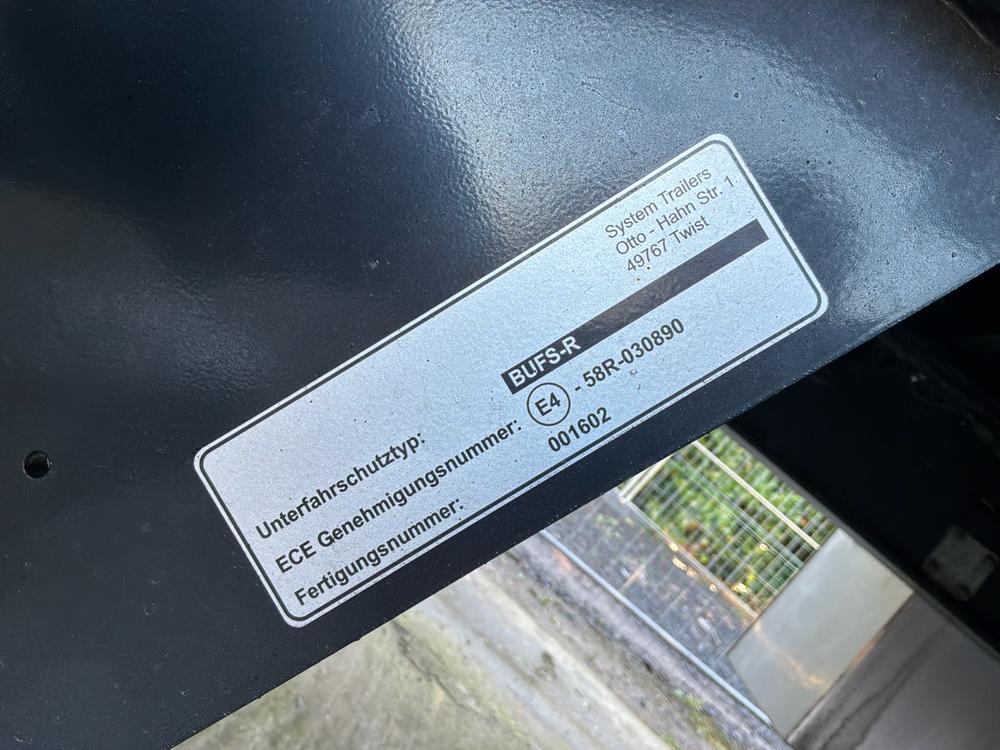 System Trailers
Otto - Hahn Str. 1
49767 Twist
Unterfahrschutztyp: BUFS-R
ECE Genehmigungsnummer: E4 - 58R-030890
Fertigungsnummer: 001602